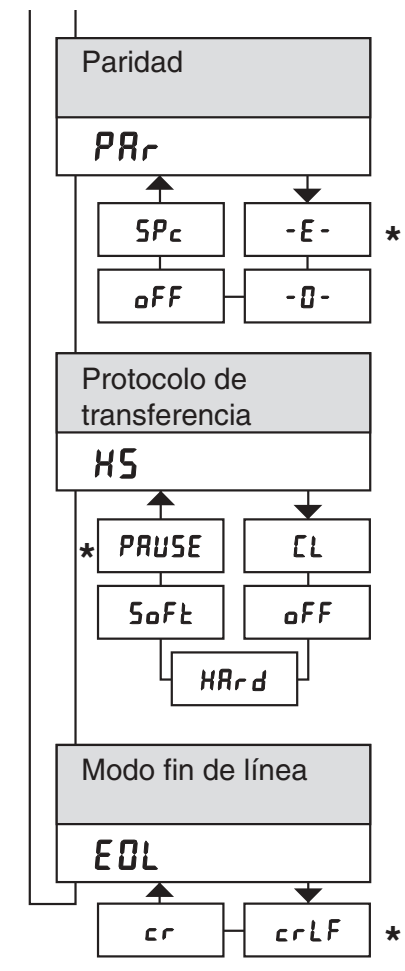 Paridad
PAr
SPc
-E- *
oFF
-O-
Protocolo de
transferencia
HS
* PAUSE
CL
SoFt
oFF
HArd
Modo fin de línea
EOL
cr
crLF *